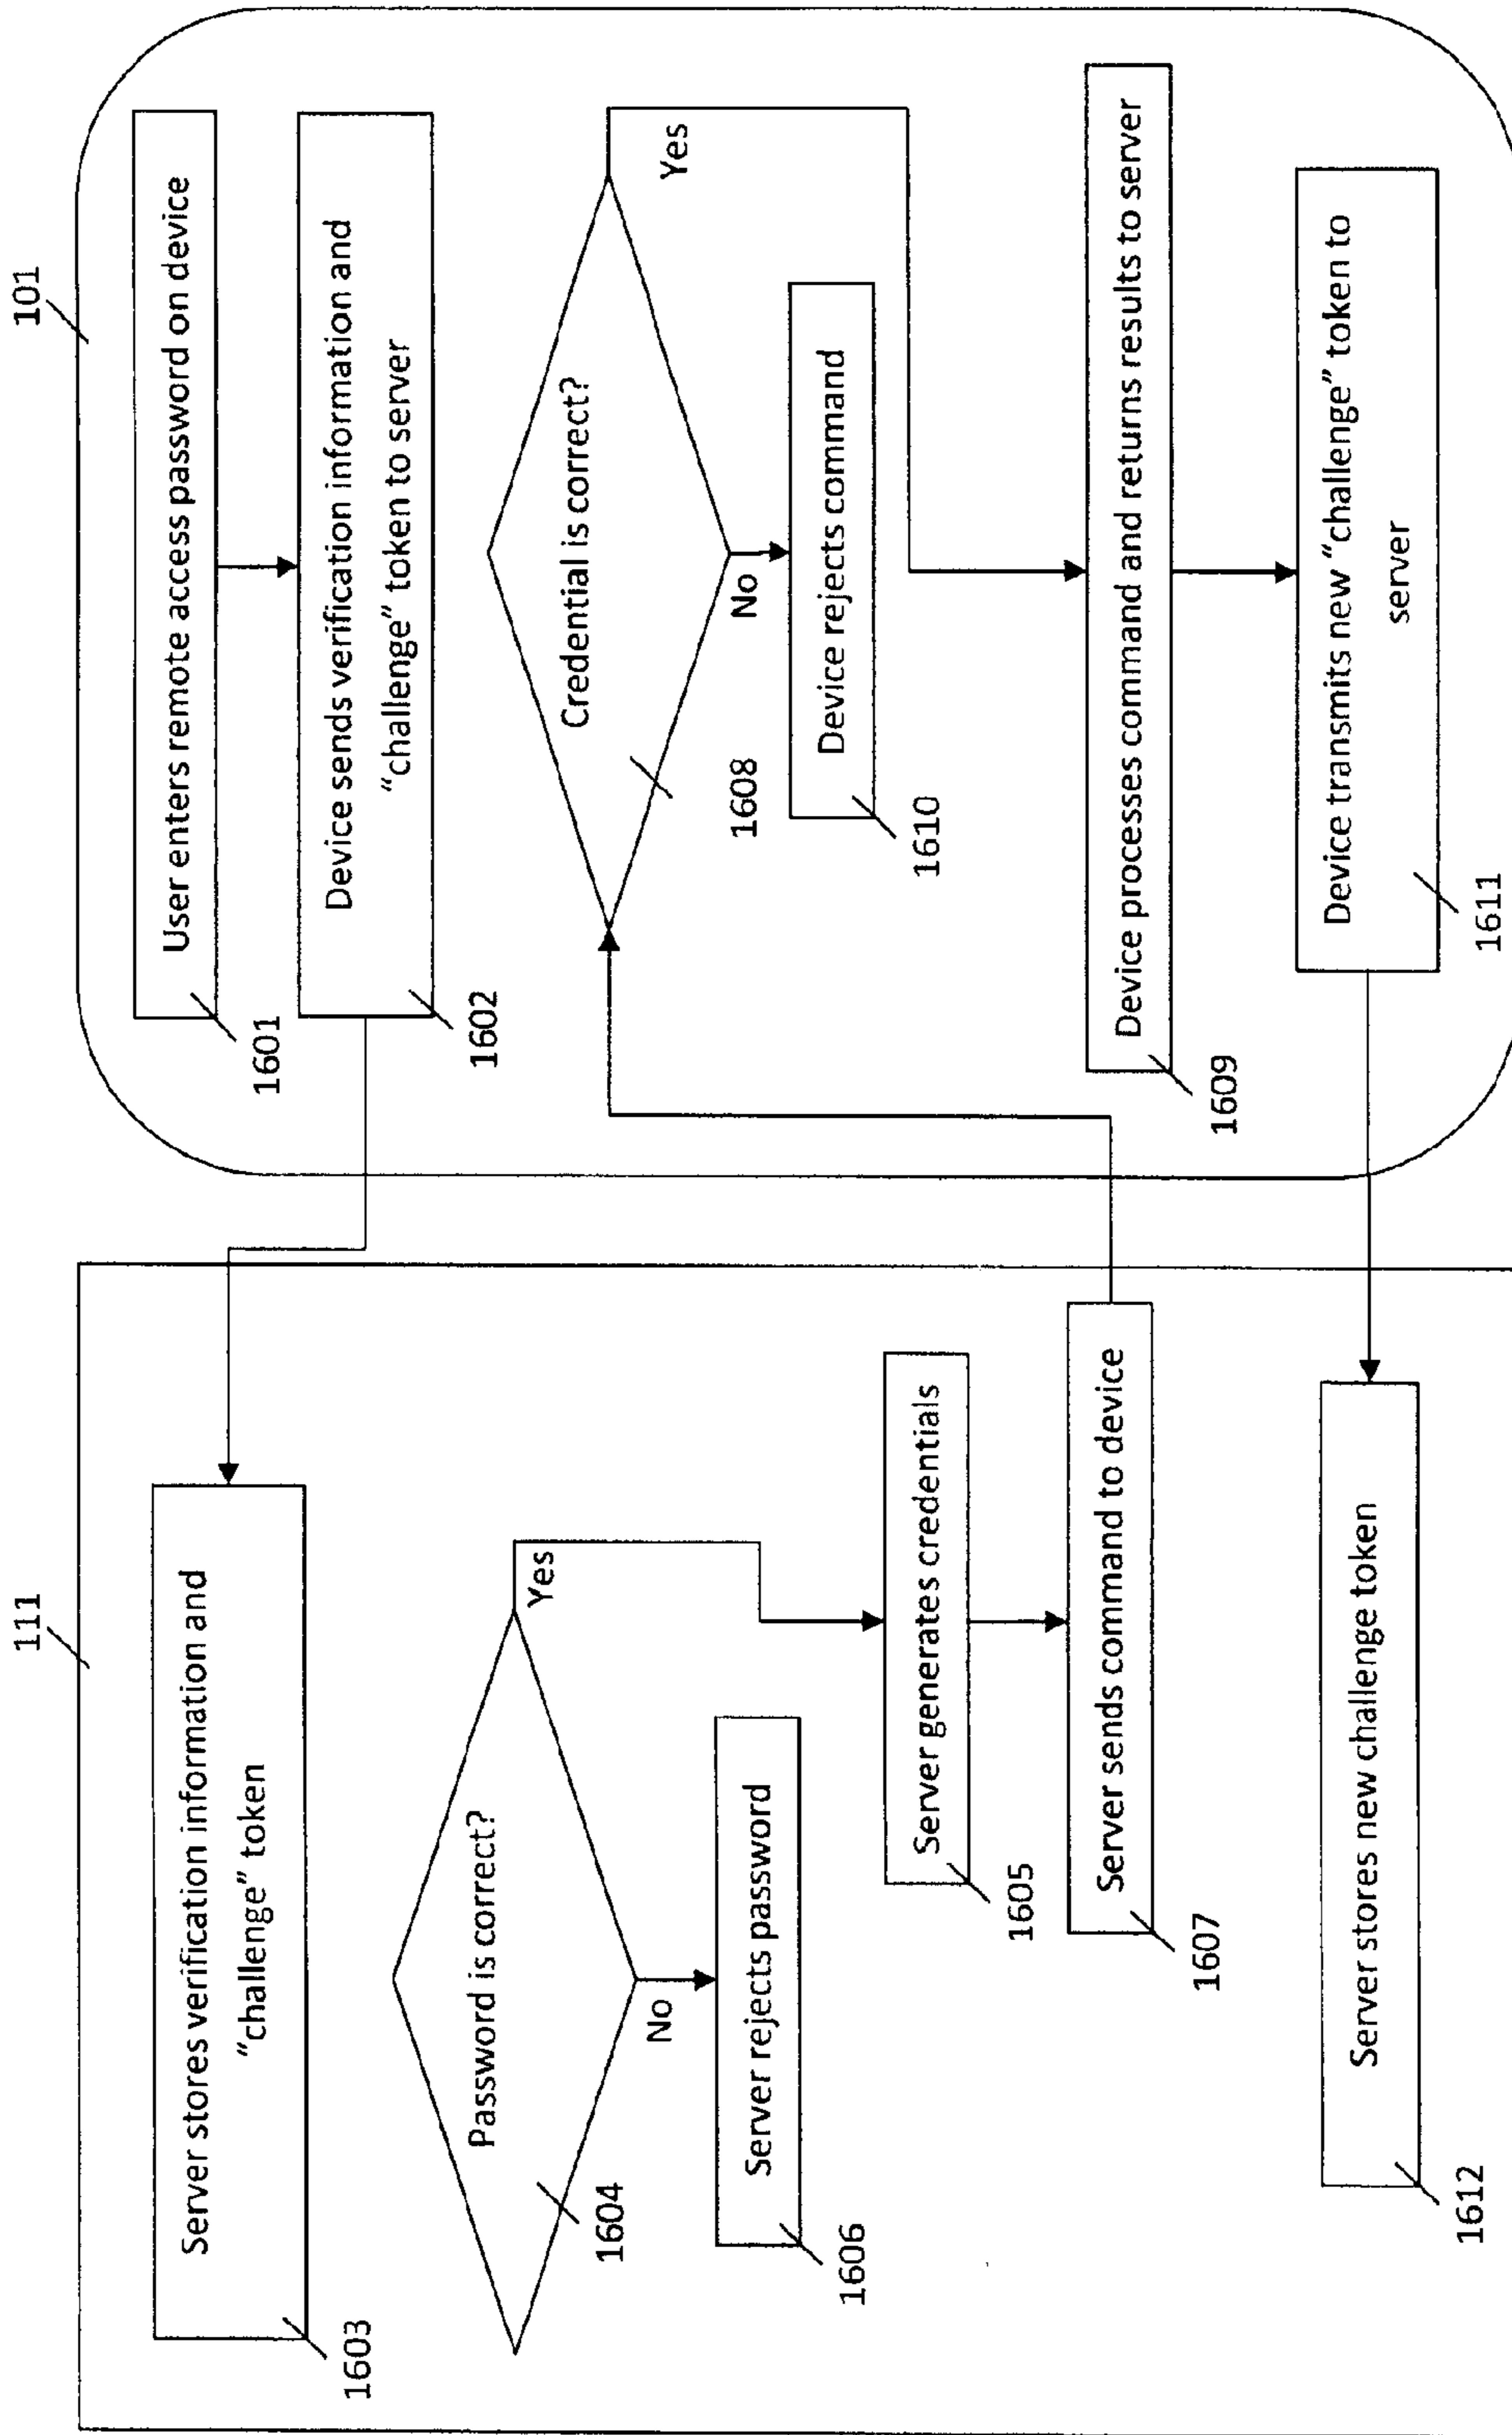 111
Server stores verification information and
“challenge” token
1603
Password is correct?
Yes
No
1604
Server rejects password
1606
Server generates credentials
1605
Server sends command to device
1607
Server stores new challenge token
1612
101
User enters remote access password on device
1601
Device sends verification information and
“challenge” token to server
1602
Credential is correct?
Yes
No
1608
Device rejects command
1610
Device processes command and returns results to server
1609
Device transmits new “challenge” token to
server
1611